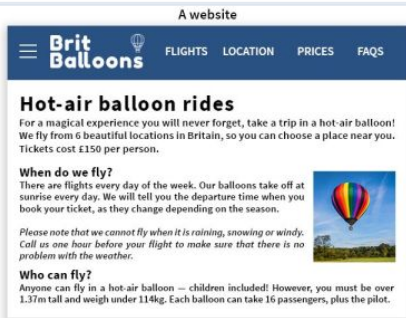 A website
Brit Balloons
FLIGHTS LOCATION PRICES FAQS
Hot-air balloon rides
For a magical experience you will never forget, take a trip in a hot-air balloon!
We fly from 6 beautiful locations in Britain, so you can choose a place near you.
Tickets cost £150 per person.
When do we fly?
There are flights every day of the week. Our balloons take off at
sunrise every day. We will tell you the departure time when you
book your ticket, as they change depending on the season.
Please note that we cannot fly when it is raining, snowing or windy.
Call us one hour before your flight to make sure that there is no
problem with the weather.
Who can fly?
Anyone can fly in a hot-air balloon — children included! However, you must be over
1.37m tall and weigh under 114kg. Each balloon can take 16 passengers, plus the pilot.